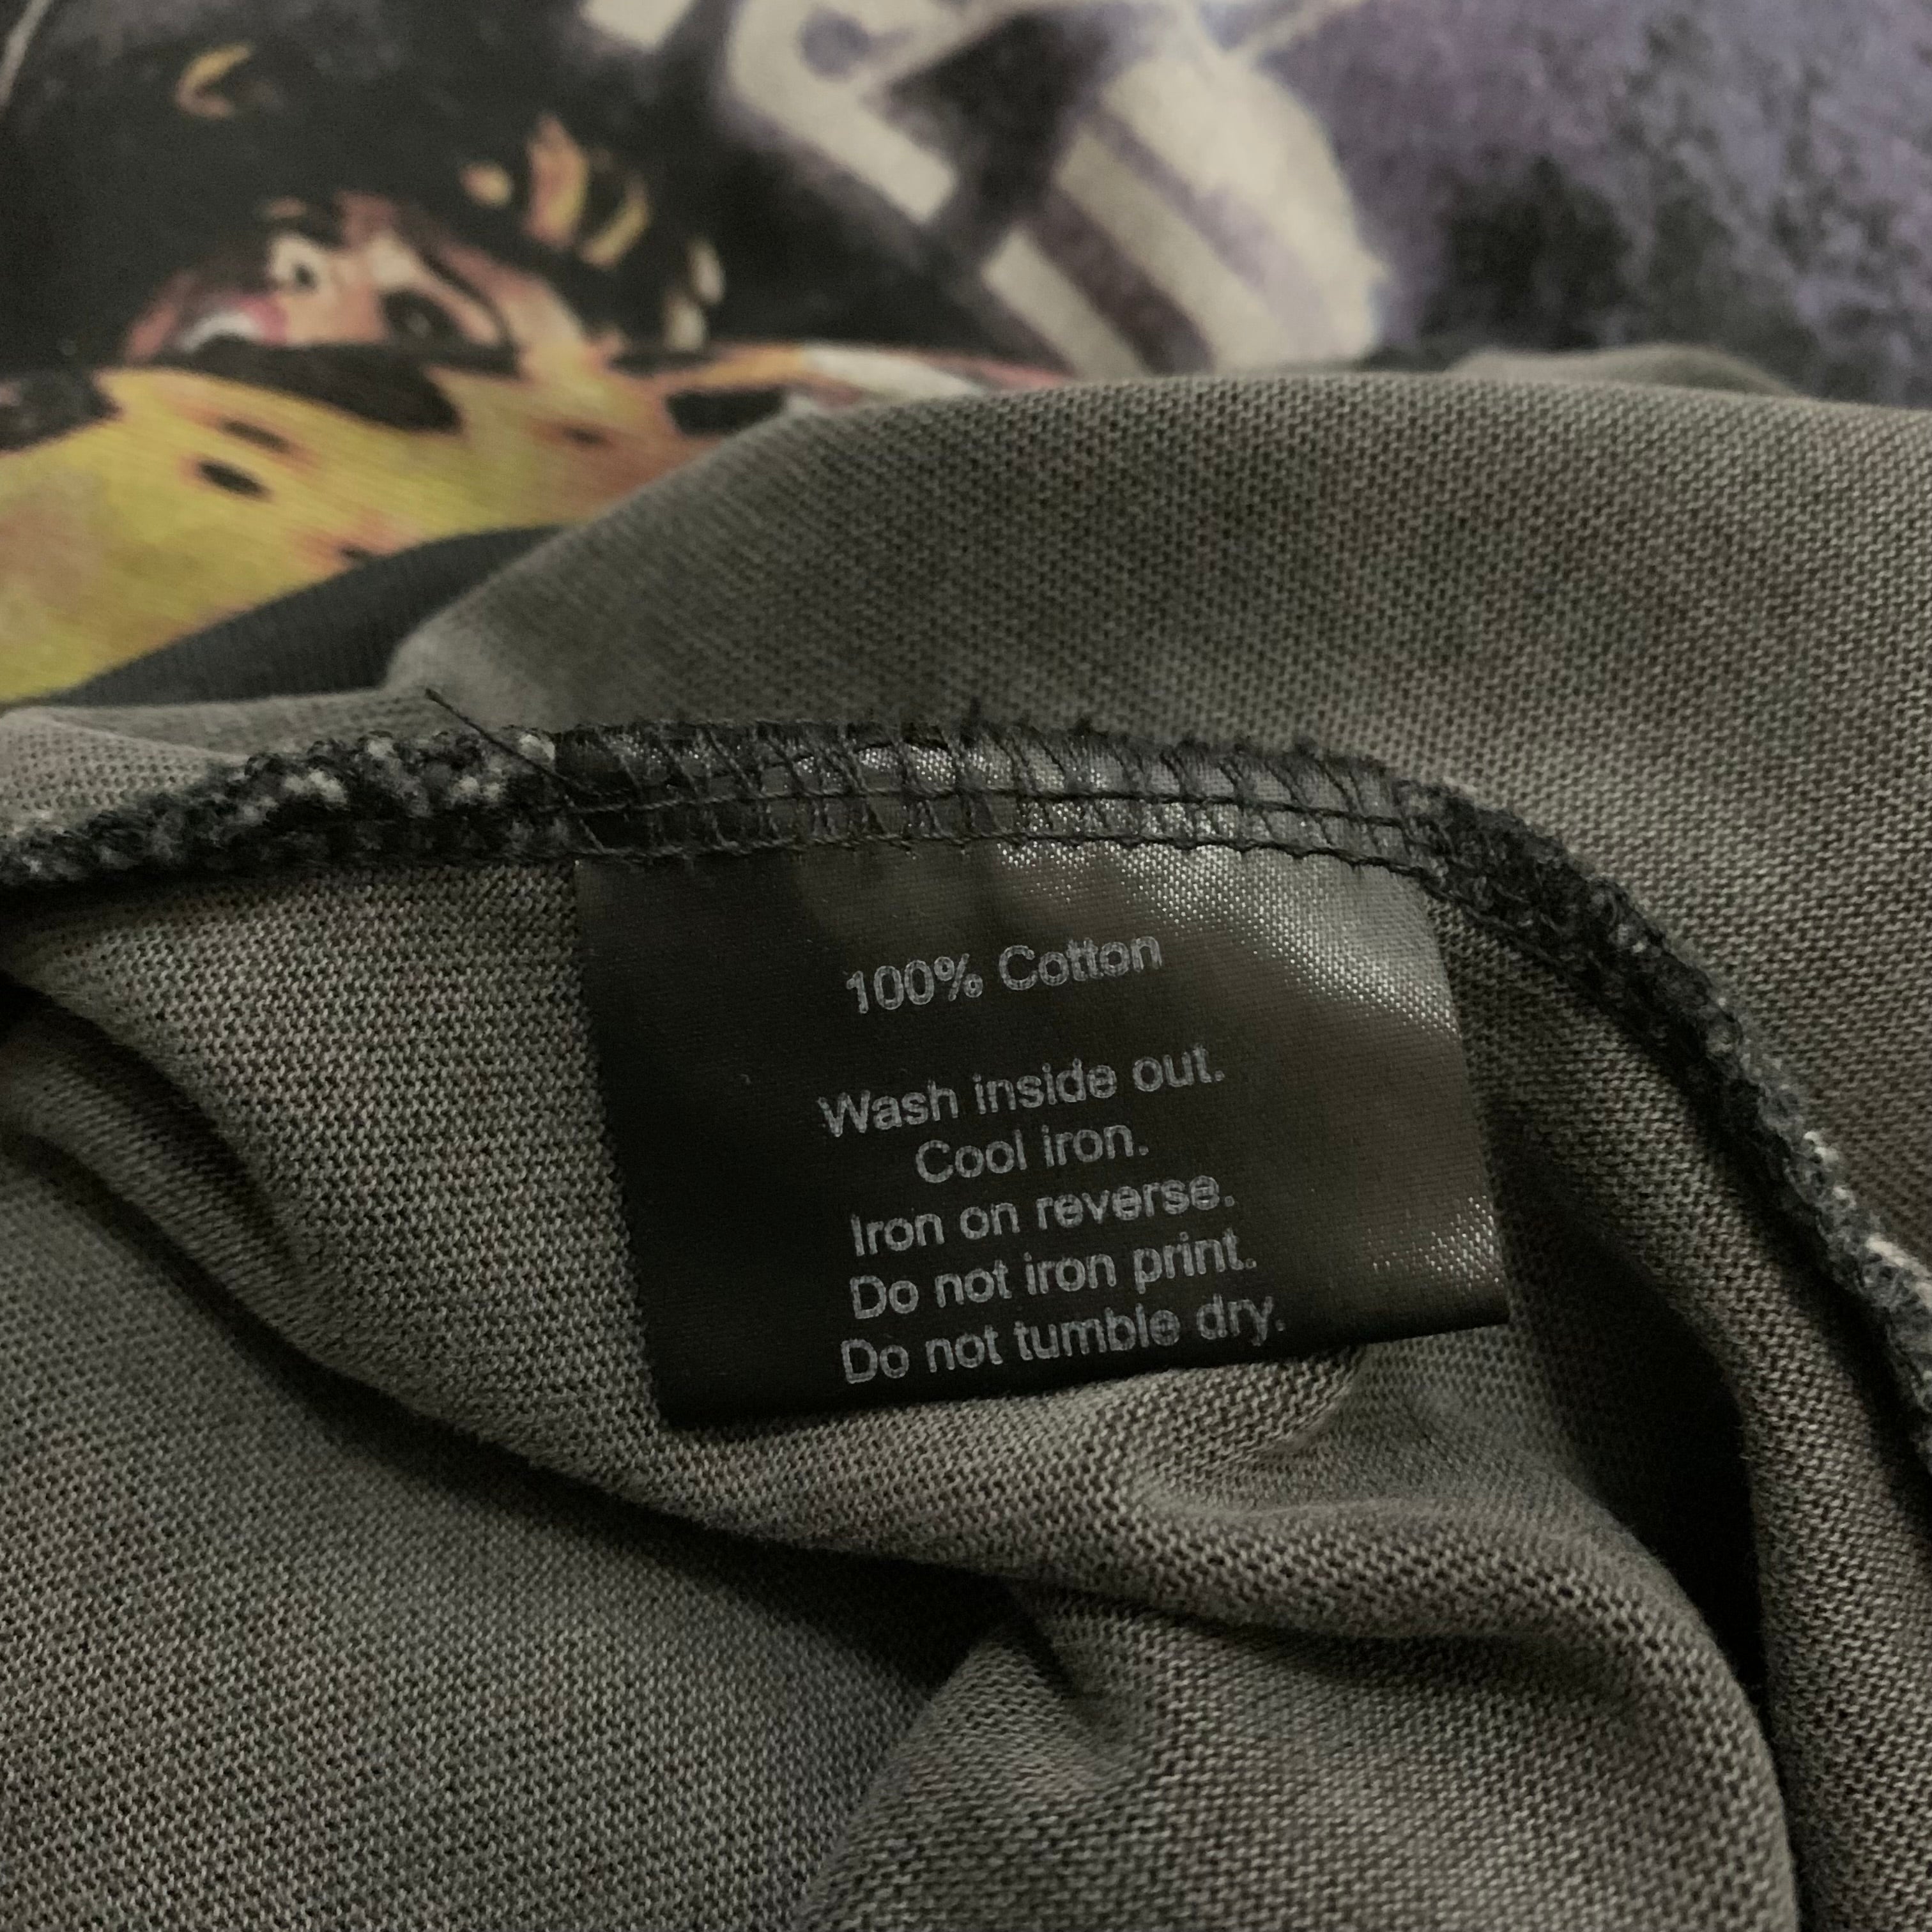 100% Cotton
Wash inside out.
Cool iron.
Iron on reverse.
Do not iron print.
Do not tumble dry.